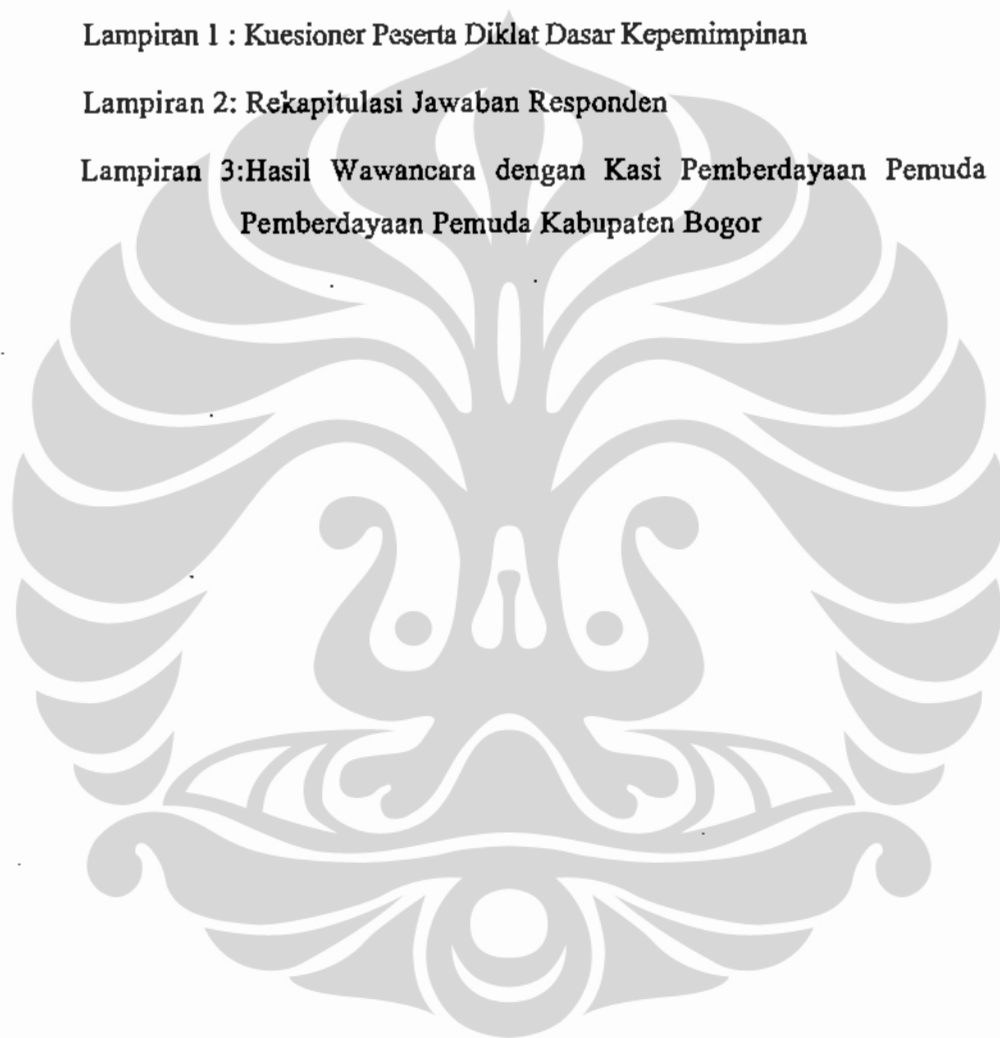 Lampiran 1 : Kuesioner Peserta Diklat Dasar Kepemimpinan
Lampiran 2: Rekapitulasi Jawaban Responden
Lampiran 3:Hasil Wawancara dengan Kasi Pemberdayaan Pemuda
Pemberdayaan Pemuda Kabupaten Bogor